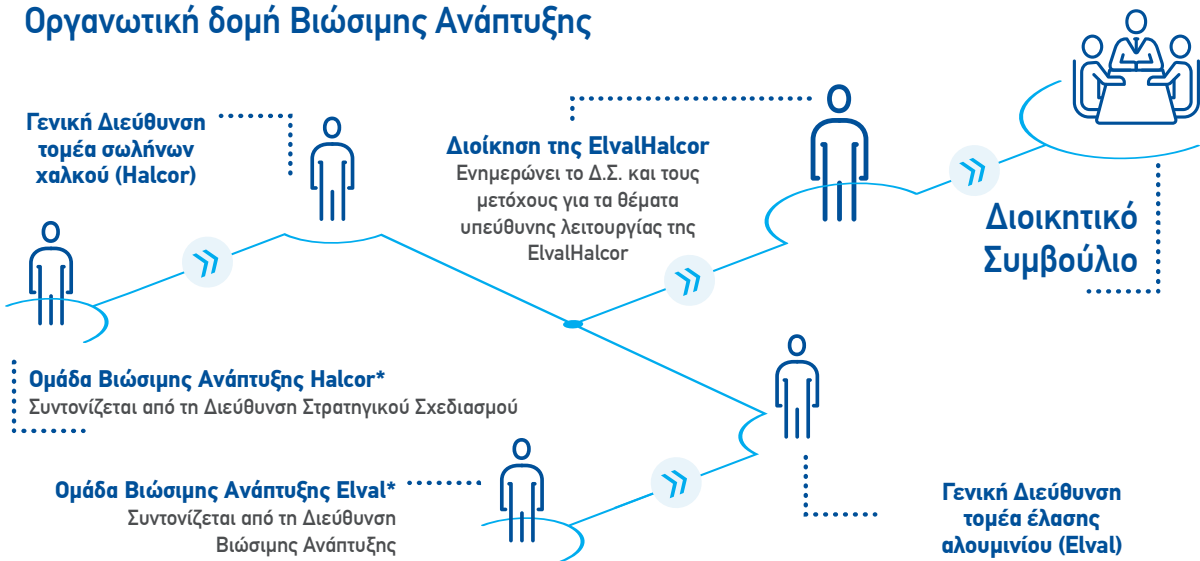 Οργανωτική δομή Βιώσιμης Ανάπτυξης
Γενική Διεύθυνση
τομέα σωλήνων
χαλκού (Halcor)
Διοίκηση της ElvalHalcor
Ενημερώνει το Δ.Σ. και τους
μετόχους για τα θέματα
υπεύθυνης λειτουργίας της
ElvalHalcor
Διοικητικό
Συμβούλιο
Ομάδα Βιώσιμης Ανάπτυξης Halcor*
Συντονίζεται από τη Διεύθυνση Στρατηγικού Σχεδιασμού
Ομάδα Βιώσιμης Ανάπτυξης Elval*
Συντονίζεται από τη Διεύθυνση
Βιώσιμης Ανάπτυξης
Γενική Διεύθυνση
τομέα έλασης
αλουμινίου (Elval)